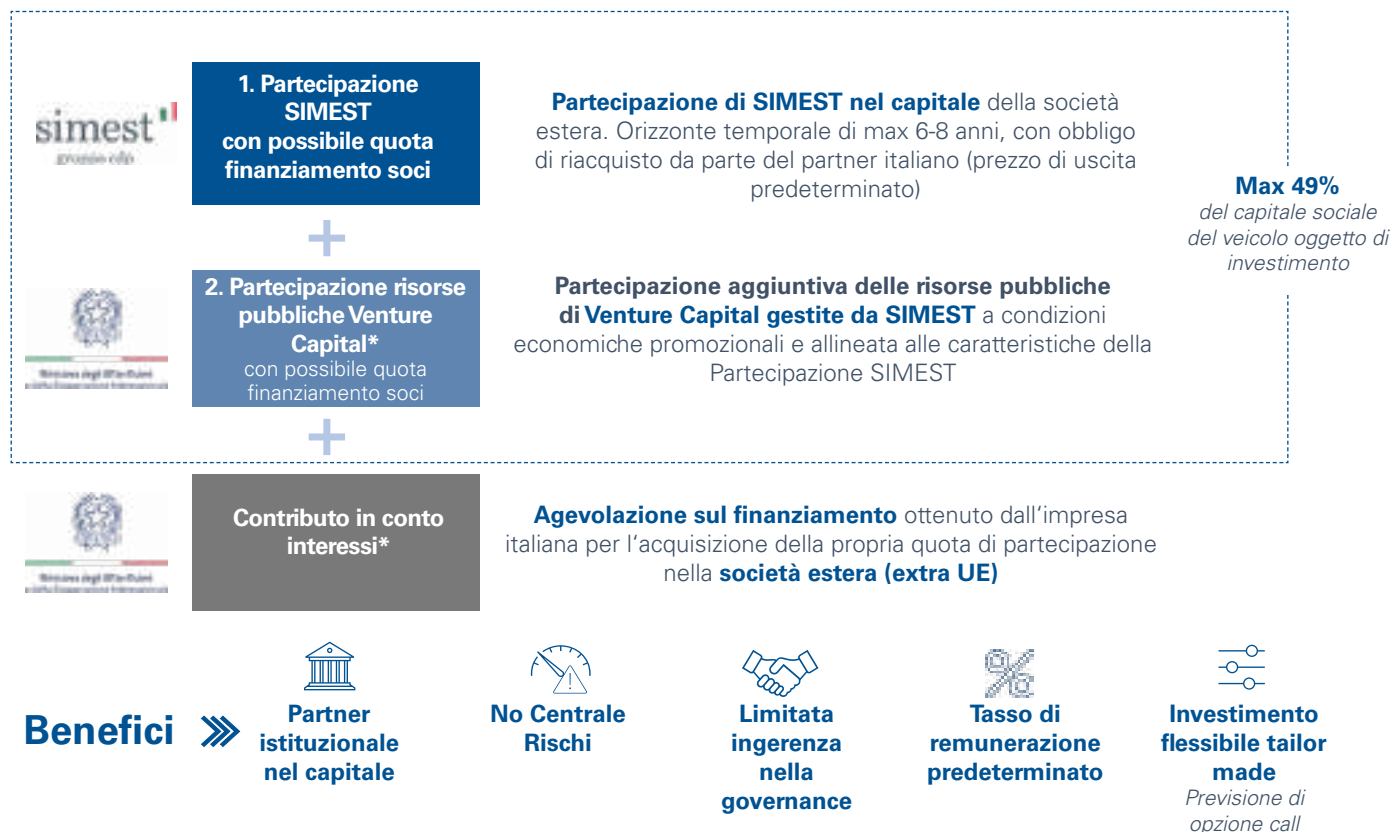 simest
gruppo cdp
1. Partecipazione
SIMEST
con possibile quota
finanziamento soci
Partecipazione di SIMEST nel capitale della società
estera. Orizzonte temporale di max 6-8 anni, con obbligo
di riacquisto da parte del partner italiano (prezzo di uscita
predeterminato)
Max 49%
del capitale sociale
del veicolo oggetto di
investimento
+
2. Partecipazione risorse
pubbliche Venture
Capital*
con possibile quota
finanziamento soci
Partecipazione aggiuntiva delle risorse pubbliche
di Venture Capital gestite da SIMEST a condizioni
economiche promozionali e allineata alle caratteristiche della
Partecipazione SIMEST
+
Contributo in conto
interessi*
Agevolazione sul finanziamento ottenuto dall'impresa
italiana per l'acquisizione della propria quota di partecipazione
nella società estera (extra UE)
Benefici
Partner
istituzionale
nel capitale
No Centrale
Rischi
Limitata
ingerenza
nella
governance
Tasso di
remunerazione
predeterminato
Investimento
flessibile tailor
made
Previsione di
opzione call